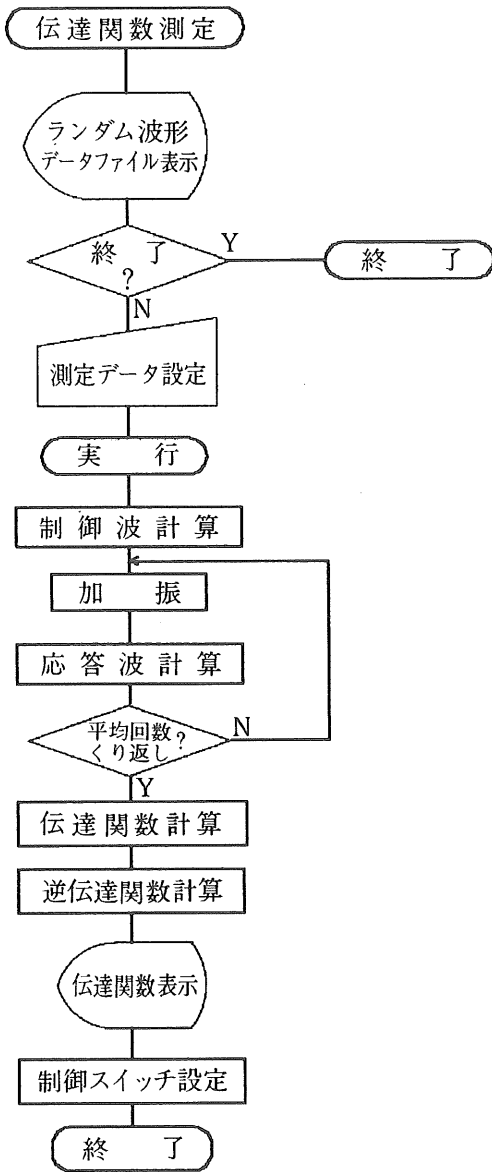 伝達関数測定
ランダム波形
データファイル表示
終 了
?
Y
終 了
N
測定データ設定
実 行
制御波計算
加 振
応答波計算
平均回数
くり返し?
N
Y
伝達関数計算
逆伝達関数計算
伝達関数表示
制御スイッチ設定
終 了